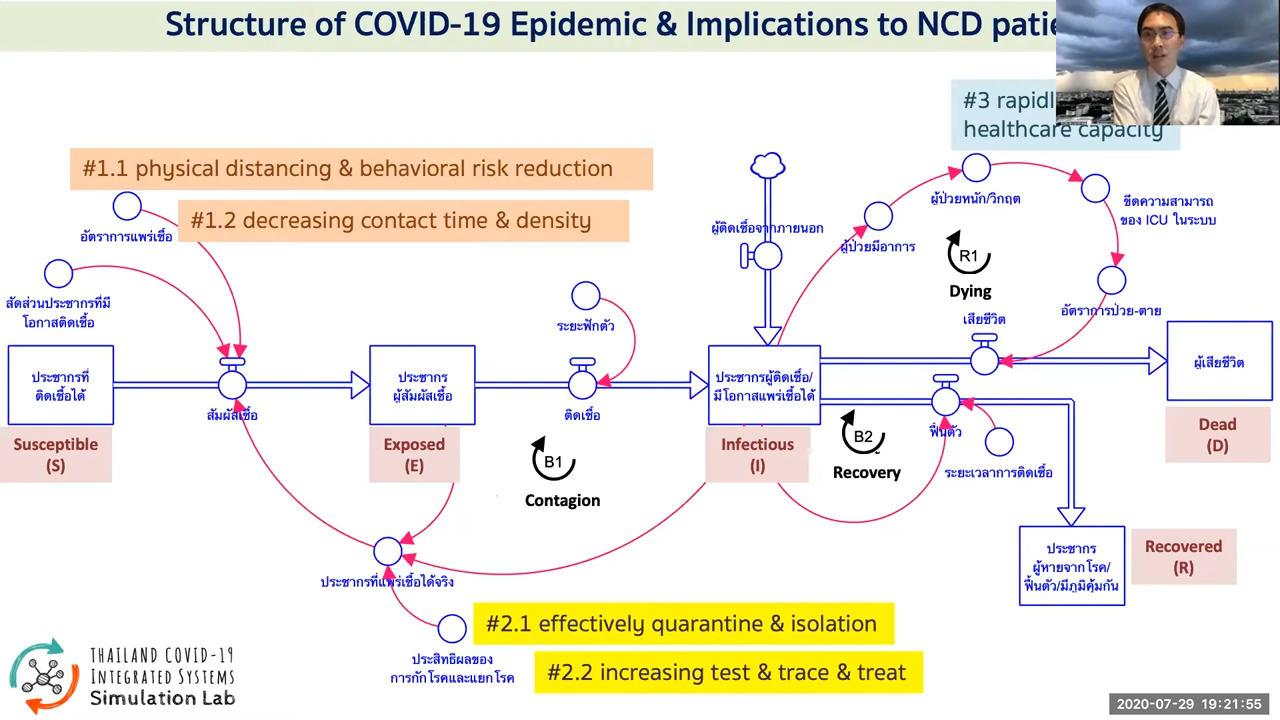 Structure of COVID-19 Epidemic & Implications to NCD
#3
healthcare capacity
#1.1 physical distancing & behavioral risk reduction
#1.2 decreasing contact time & density
อัตราการแพร่เชื้อ
สัดส่วนประชากรที่มี
โอกาสติดเชื้อ
ระยะฟักตัว
ผู้ติดเชื้อจากภายนอก
ผู้ป่วยมีอาการ
ผู้ป่วยหนัก/วิกฤต
ขีดความสามารถ
ของ ICU ในระบบ
R1
Dying
อัตราการป่วย-ตาย
เสียชีวิต
ประชากรที่
ติดเชื้อได้
สัมผัสเชื้อ
ประชากร
ผู้สัมผัสเชื้อ
ติดเชื้อ
ประชากรผู้ติดเชื้อ/
มีโอกาสแพร่เชื้อได้
ผู้เสียชีวิต
Susceptible
(S)
Exposed
(E)
B1
Contagion
Infectious
(I)
B2
Recovery
ฟื้นตัว
ระยะเวลาการติดเชื้อ
Dead
(D)
ประชากร
ผู้หายจากโรค/
ฟื้นตัว/มีภูมิคุ้มกัน
Recovered
(R)
ประชากรที่แพร่เชื้อได้จริง
#2.1 effectively quarantine & isolation
ประสิทธิผลของ
การกักโรคและแยกโรค
#2.2 increasing test & trace & treat
THAILAND COVID-19
INTEGRATED SYSTEMS
Simulation Lab
2020-07-29 19:21:55